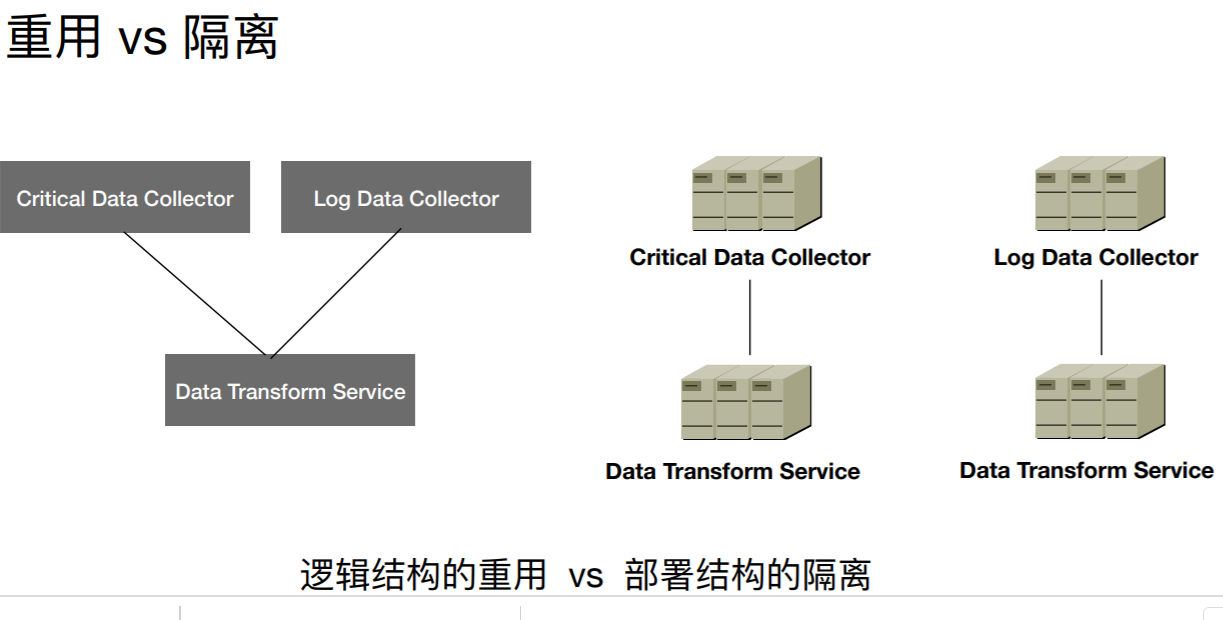 重用 vs 隔离
Critical Data Collector
Log Data Collector
Data Transform Service
Critical Data Collector
Log Data Collector
Data Transform Service
Data Transform Service
逻辑结构的重用 vs 部署结构的隔离